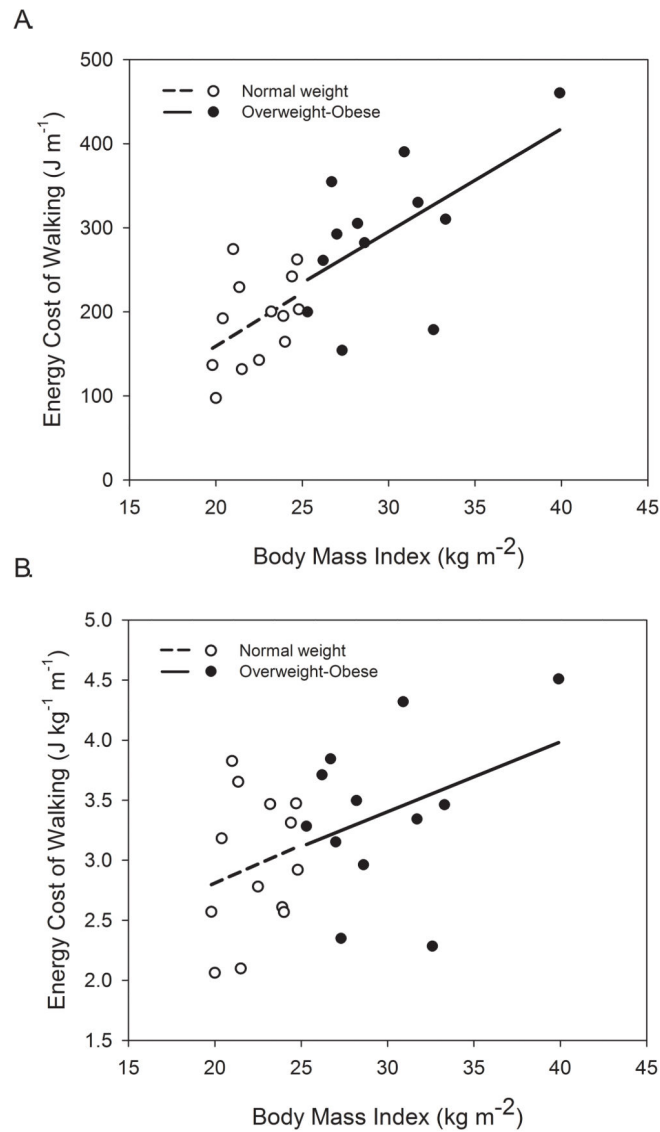 A.
500
400
300
200
100
0
Energy Cost of Walking (J m⁻¹)
Normal weight
Overweight-Obese
15 20 25 30 35 40 45
Body Mass Index (kg m⁻²)
B.
5.0
4.5
4.0
3.5
3.0
2.5
2.0
1.5
Energy Cost of Walking (J kg⁻¹ m⁻¹)
Normal weight
Overweight-Obese
15 20 25 30 35 40 45
Body Mass Index (kg m⁻²)